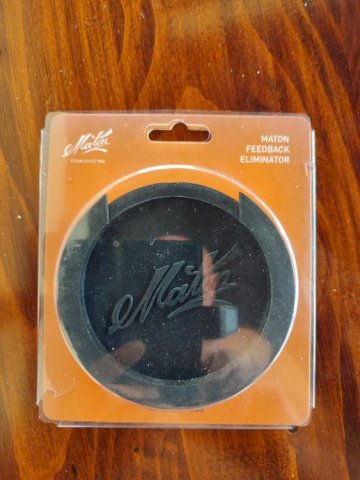 Maton
ESTABLISHED 1946
MATON
FEEDBACK
ELIMINATOR
Maton